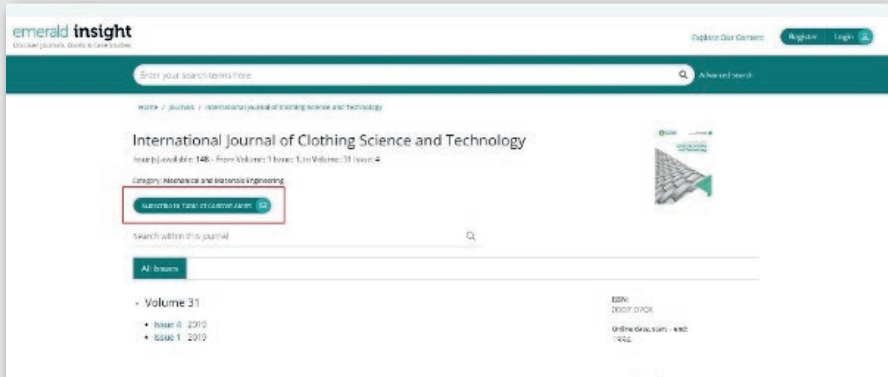 emerald insight
Discover Journals, Books & Case Studies
Explore Our Content
Register Login
Enter your search terms here
Advanced search
Home / Journals / International Journal of Clothing Science and Technology
International Journal of Clothing Science and Technology
Issue(s) available: 148 – From Volume: 1 Issue: 1, to Volume: 31 Issue: 4
Category: Mechanical and Materials Engineering
Subscribe to Table of Content Alerts
Search within this journal
All Issues
Volume 31
Issue 4 2019
Issue 1 2019
ISSN:
Online date, start – end: